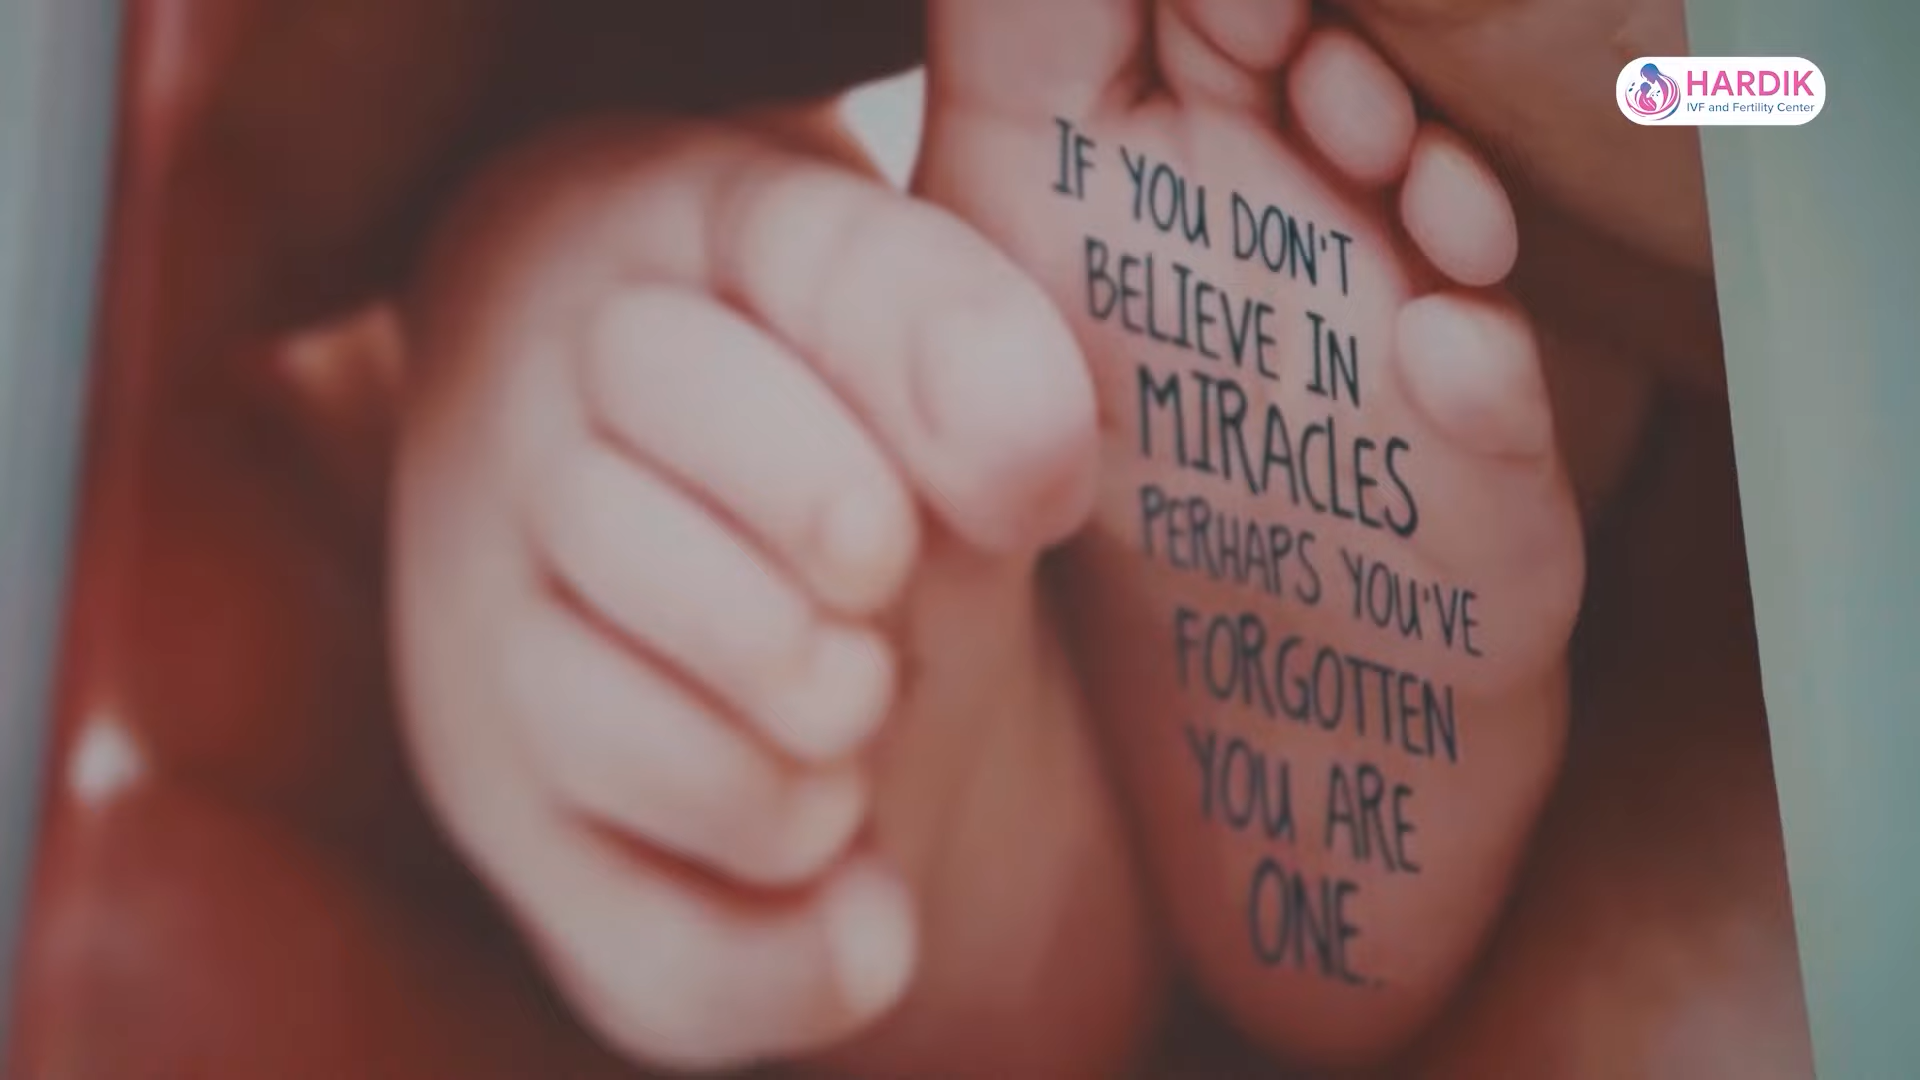 HARDIK
IVF and Fertility Center
IF YOU DON'T
BELIEVE IN
MIRACLES
PERHAPS YOU'VE
FORGOTTEN
YOU ARE
ONE..